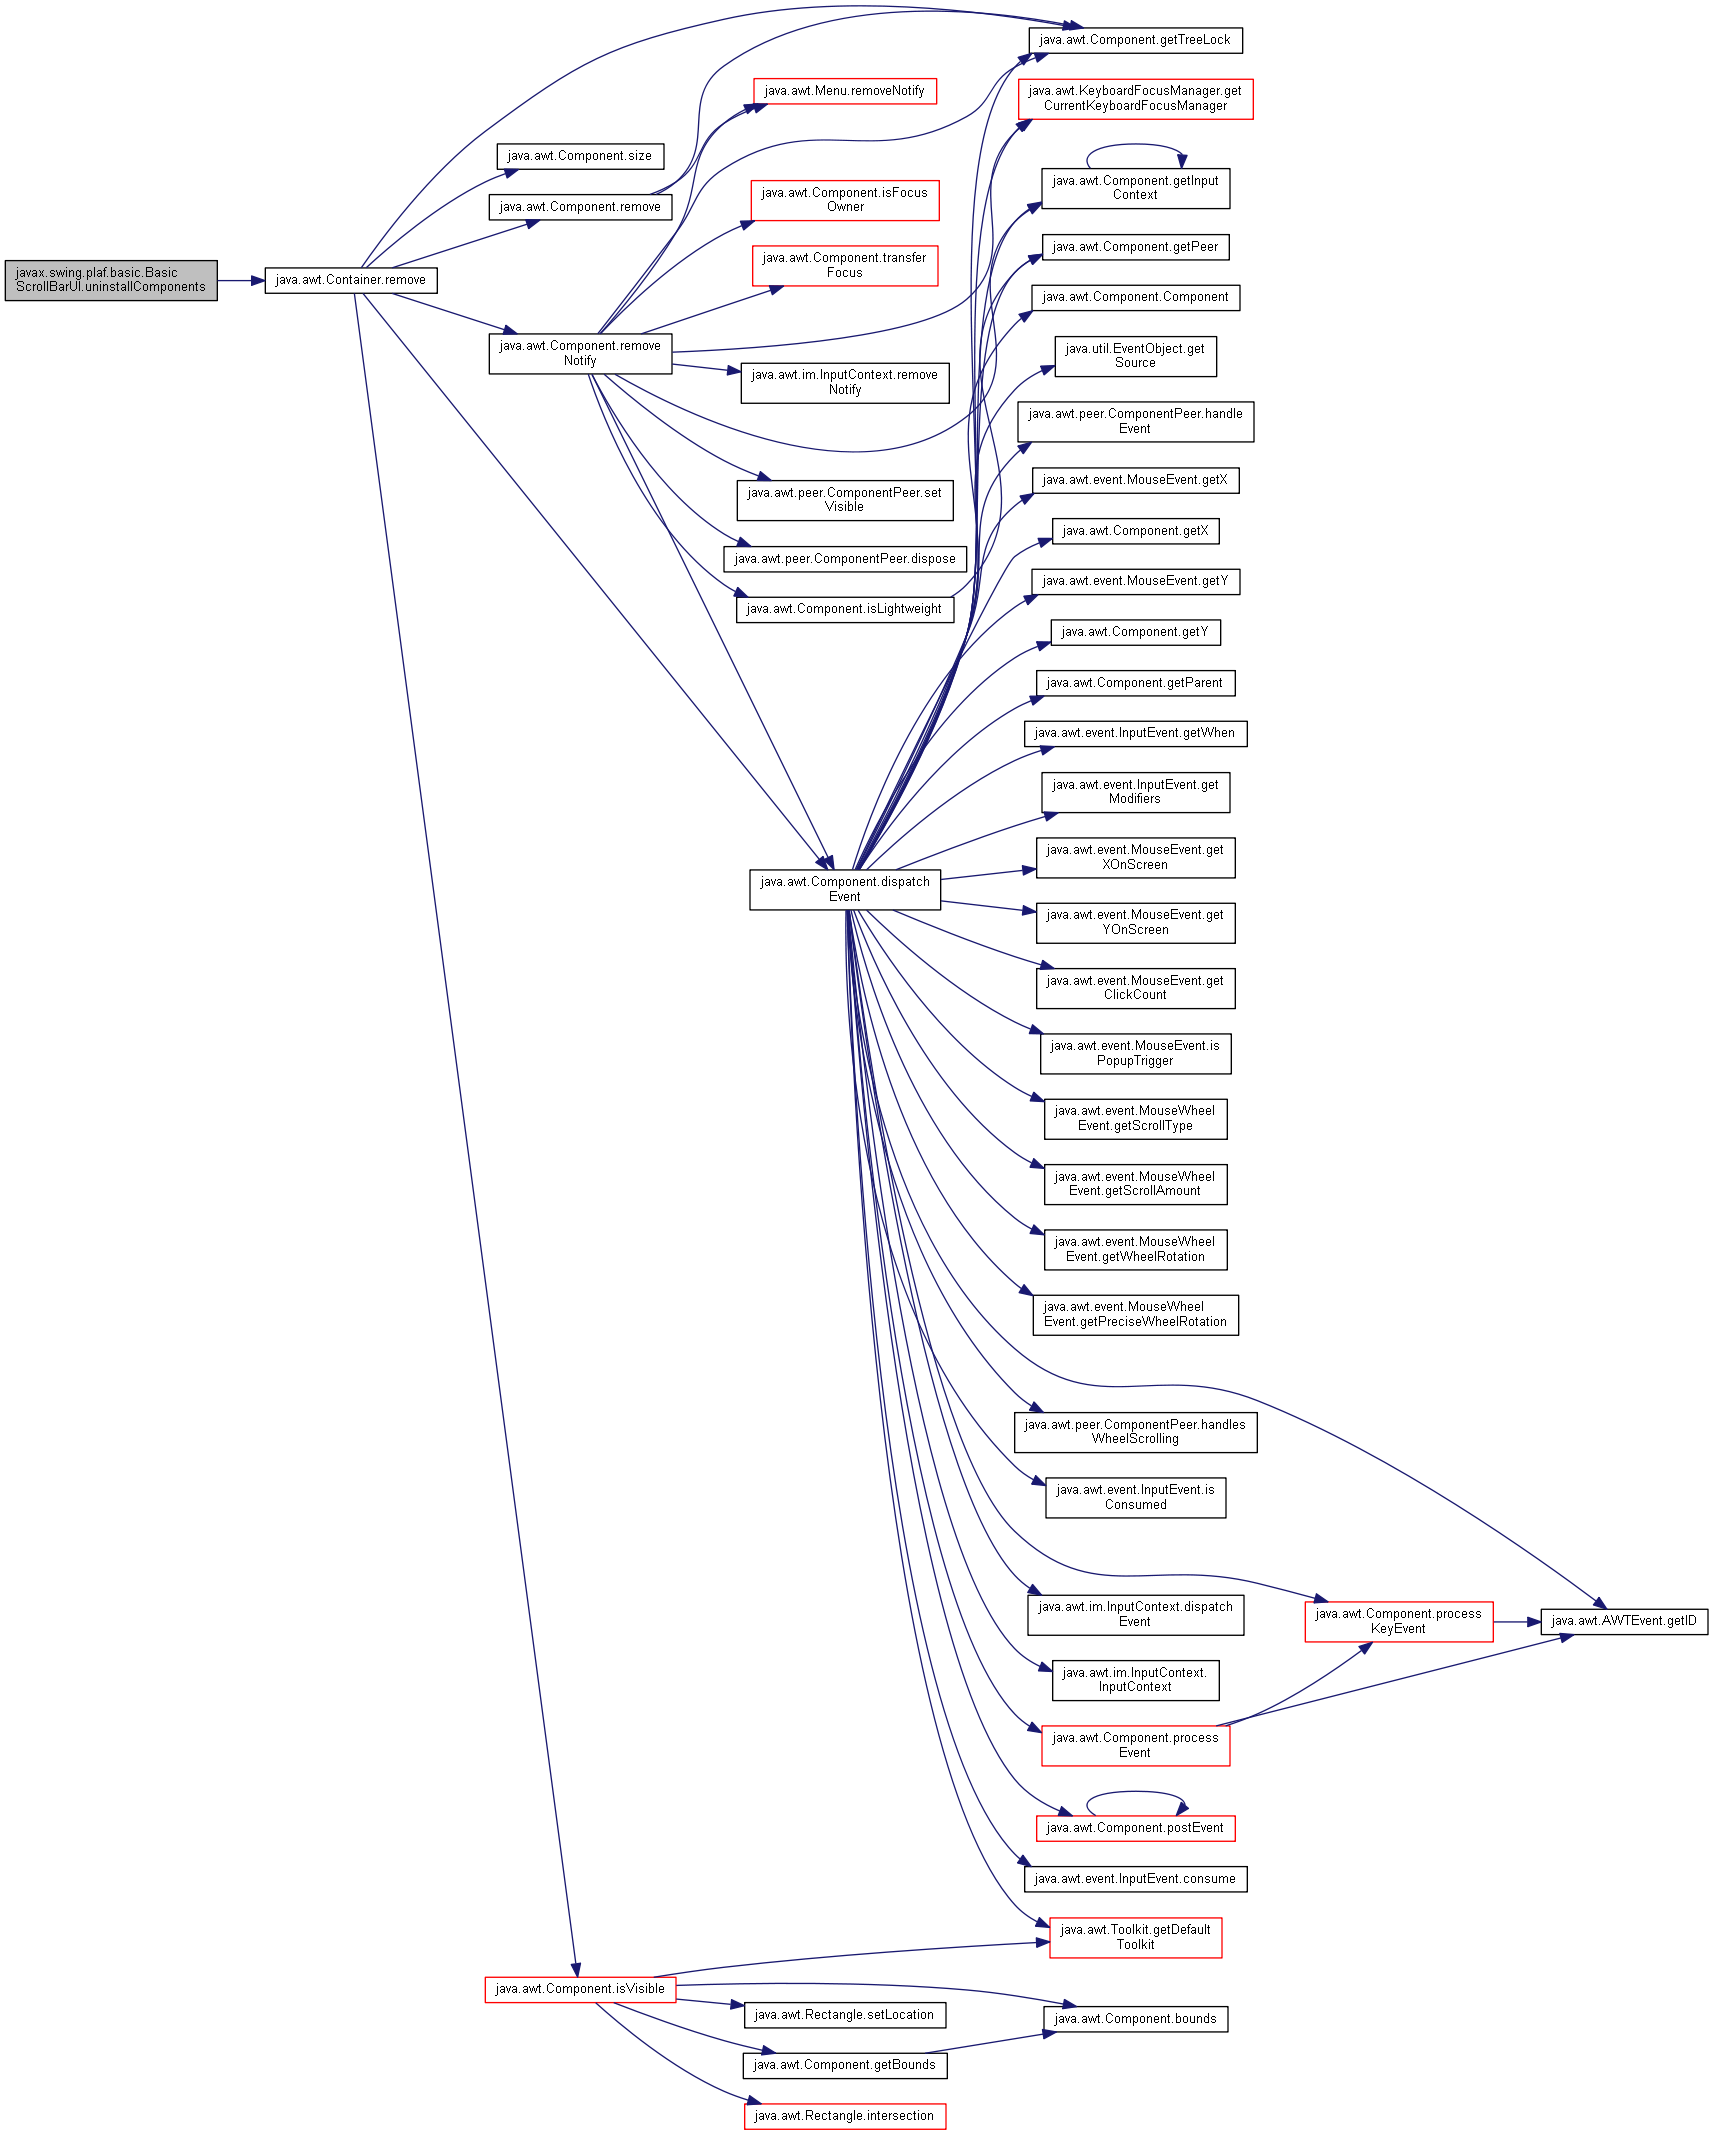 javax.swing.plaf.basic.Basic
ScrollBarUI.uninstallComponents
java.awt.Container.remove
java.awt.Component.size
java.awt.Component.remove
java.awt.Component.remove
Notify
java.awt.Component.isVisible
java.awt.Menu.removeNotify
java.awt.Component.isFocus
Owner
java.awt.Component.transfer
Focus
java.awt.im.InputContext.remove
Notify
java.awt.peer.ComponentPeer.set
Visible
java.awt.peer.ComponentPeer.dispose
java.awt.Component.isLightweight
java.awt.Component.dispatch
Event
java.awt.Rectangle.setLocation
java.awt.Component.getBounds
java.awt.Rectangle.intersection
java.awt.Component.getTreeLock
java.awt.KeyboardFocusManager.get
CurrentKeyboardFocusManager
java.awt.Component.getInput
Context
java.awt.Component.getPeer
java.awt.Component.Component
java.util.EventObject.get
Source
java.awt.peer.ComponentPeer.handle
Event
java.awt.event.MouseEvent.getX
java.awt.Component.getX
java.awt.event.MouseEvent.getY
java.awt.Component.getY
java.awt.Component.getParent
java.awt.event.InputEvent.getWhen
java.awt.event.InputEvent.get
Modifiers
java.awt.event.MouseEvent.get
XOnScreen
java.awt.event.MouseEvent.get
YOnScreen
java.awt.event.MouseEvent.get
ClickCount
java.awt.event.MouseEvent.is
PopupTrigger
java.awt.event.MouseWheel
Event.getScrollType
java.awt.event.MouseWheel
Event.getScrollAmount
java.awt.event.MouseWheel
Event.getWheelRotation
java.awt.event.MouseWheel
Event.getPreciseWheelRotation
java.awt.peer.ComponentPeer.handles
WheelScrolling
java.awt.event.InputEvent.is
Consumed
java.awt.im.InputContext.dispatch
Event
java.awt.im.InputContext.
InputContext
java.awt.Component.process
Event
java.awt.Component.postEvent
java.awt.event.InputEvent.consume
java.awt.Toolkit.getDefault
Toolkit
java.awt.Component.bounds
java.awt.Component.process
KeyEvent
java.awt.AWTEvent.getID